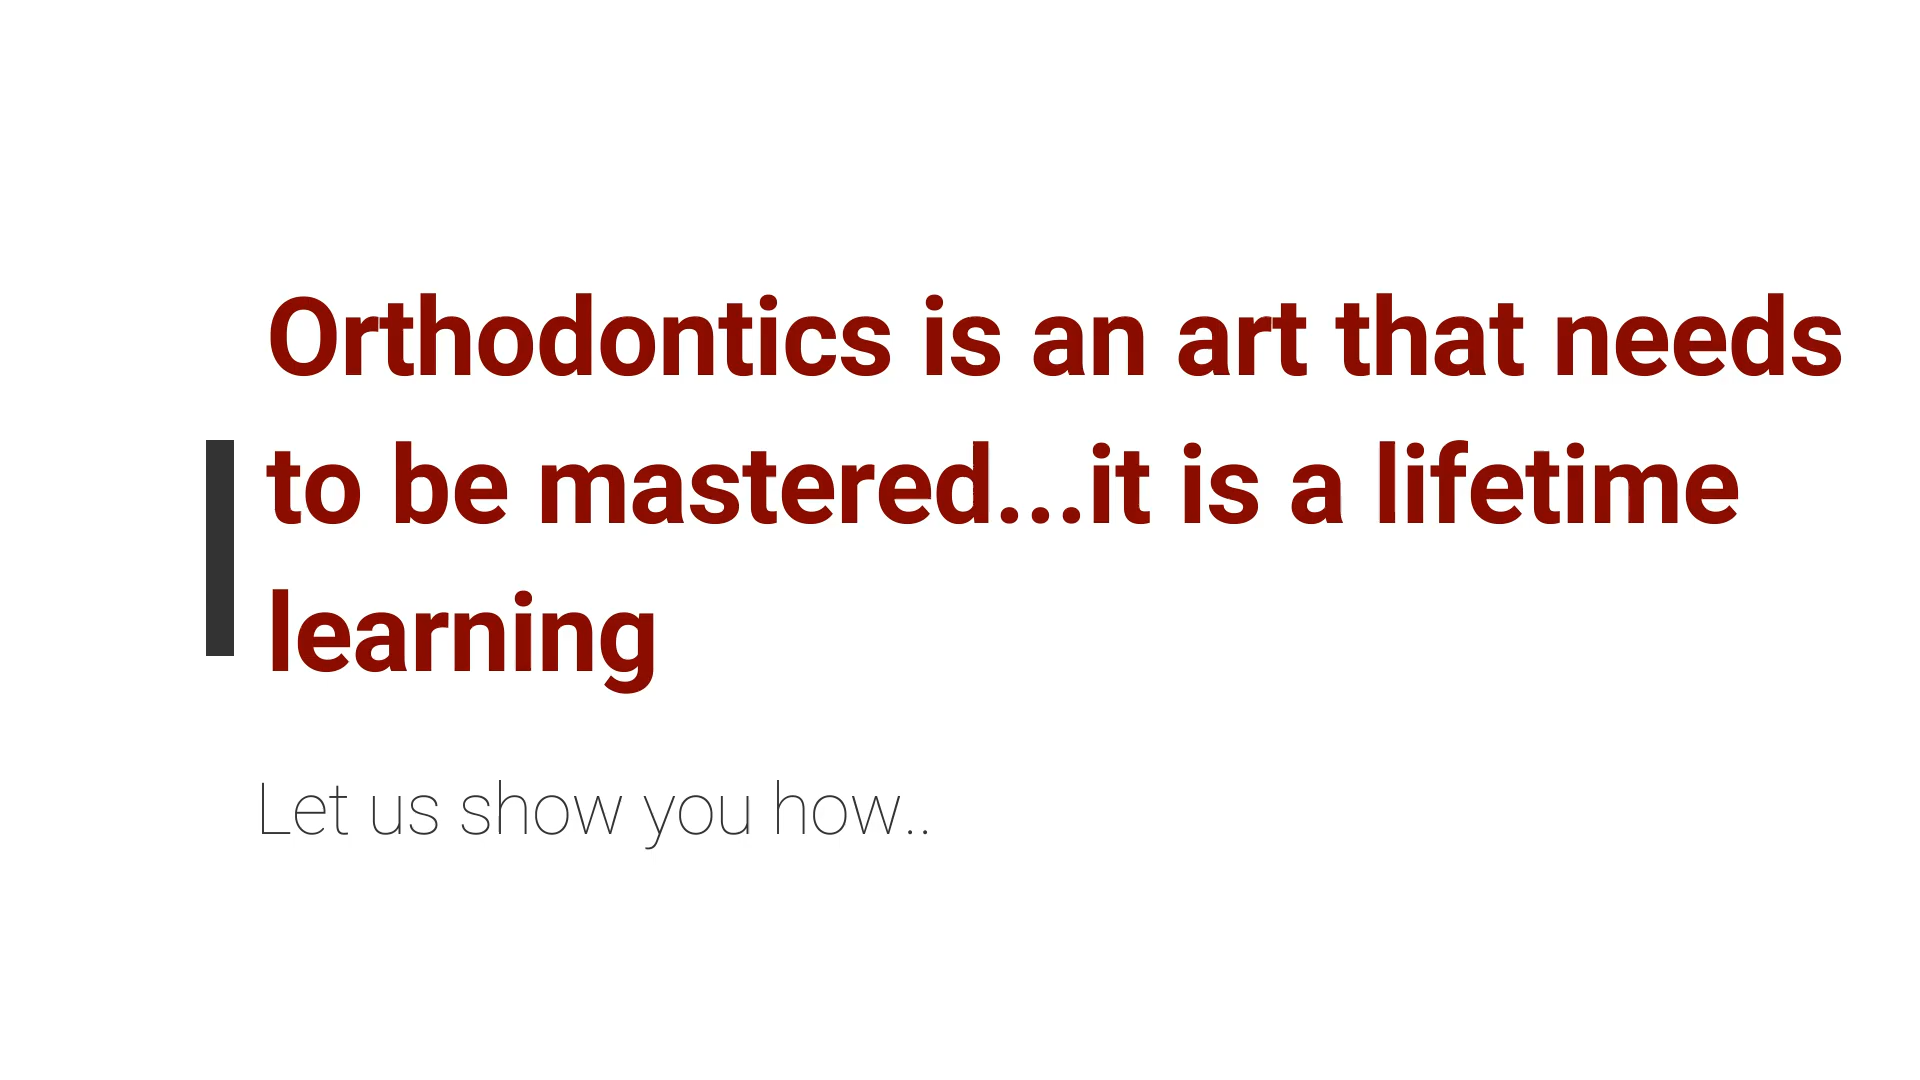 Orthodontics is an art that needs
to be mastered...it is a lifetime
learning
Let us show you how..